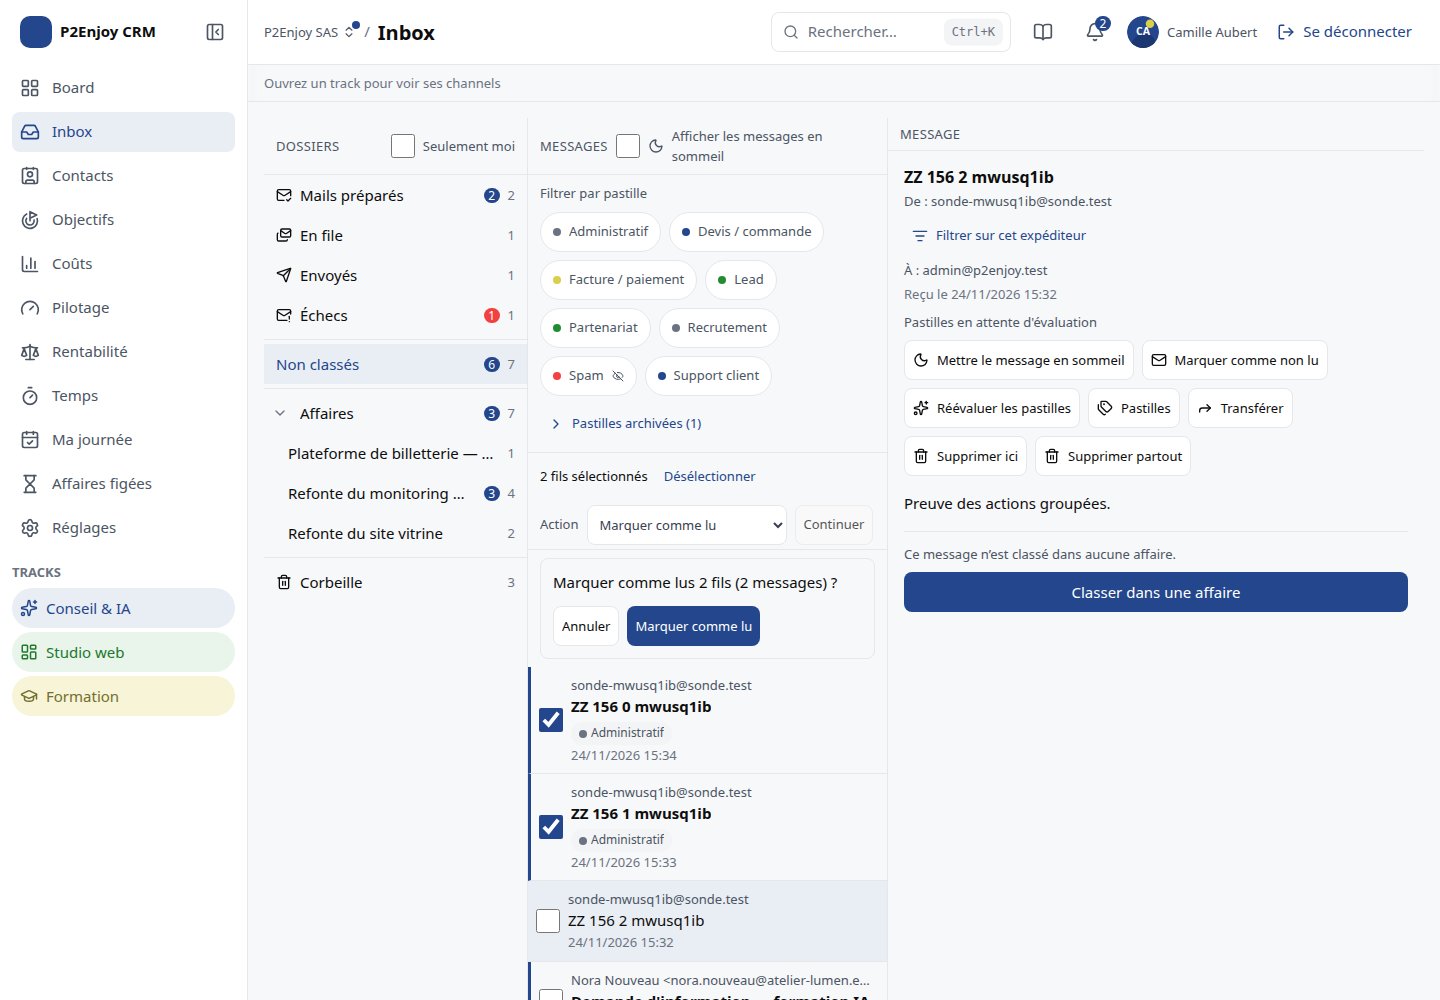 P2Enjoy CRM
Board
Inbox
Contacts
Objectifs
Coûts
Pilotage
Rentabilité
Temps
Ma journée
Affaires figées
Réglages
TRACKS
Conseil & IA
Studio web
Formation
P2Enjoy SAS / Inbox
Rechercher... Ctrl+K
2
CA Camille Aubert
Se déconnecter
Ouvrez un track pour voir ses channels
DOSSIERS Seulement moi
Mails préparés 2 2
En file 1
Envoyés 1
Échecs 1 1
Non classés 6 7
Affaires 3 7
Plateforme de billetterie — ... 1
Refonte du monitoring ... 3 4
Refonte du site vitrine 2
Corbeille 3
MESSAGES Afficher les messages en
sommeil
Filtrer par pastille
Administratif Devis / commande
Facture / paiement Lead
Partenariat Recrutement
Spam Support client
Pastilles archivées (1)
2 fils sélectionnés Désélectionner
Action Marquer comme lu Continuer
Marquer comme lus 2 fils (2 messages) ?
Annuler Marquer comme lu
sonde-mwusq1ib@sonde.test
ZZ 156 0 mwusq1ib
Administratif
24/11/2026 15:34
sonde-mwusq1ib@sonde.test
ZZ 156 1 mwusq1ib
Administratif
24/11/2026 15:33
sonde-mwusq1ib@sonde.test
ZZ 156 2 mwusq1ib
24/11/2026 15:32
Nora Nouveau <nora.nouveau@atelier-lumen.e...
Demande d'information — formation IA
MESSAGE
ZZ 156 2 mwusq1ib
De : sonde-mwusq1ib@sonde.test
Filtrer sur cet expéditeur
À : admin@p2enjoy.test
Reçu le 24/11/2026 15:32
Pastilles en attente d'évaluation
Mettre le message en sommeil Marquer comme non lu
Réévaluer les pastilles Pastilles Transférer
Supprimer ici Supprimer partout
Preuve des actions groupées.
Ce message n’est classé dans aucune affaire.
Classer dans une affaire